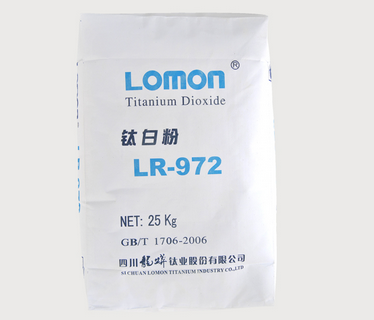 LOMON ®
Titanium Dioxide
钛白粉
LR-972
NET: 25 Kg
GB/T 1706-2006
四川龙蟒钛业股份有限公司
SICHUAN LOMON TITANIUM INDUSTRY CO.,LTD